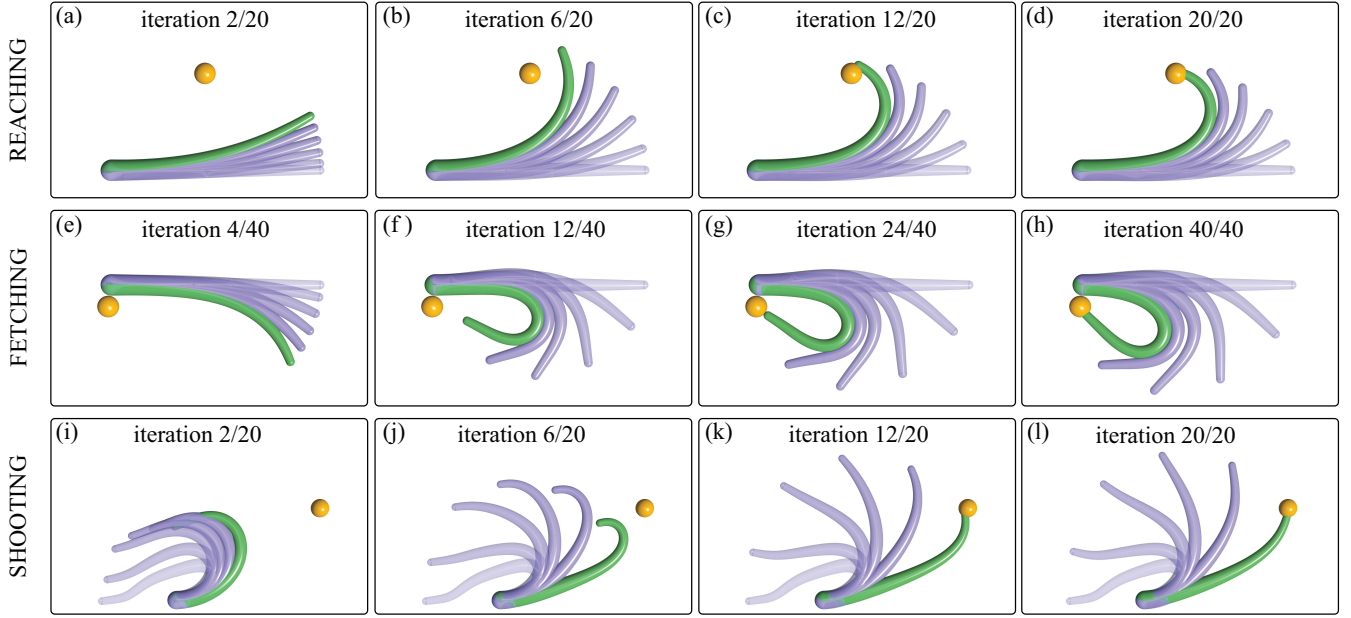 REACHING
(a) iteration 2/20
(b) iteration 6/20
(c) iteration 12/20
(d) iteration 20/20
FETCHING
(e) iteration 4/40
(f ) iteration 12/40
(g) iteration 24/40
(h) iteration 40/40
SHOOTING
(i) iteration 2/20
(j) iteration 6/20
(k) iteration 12/20
(l) iteration 20/20